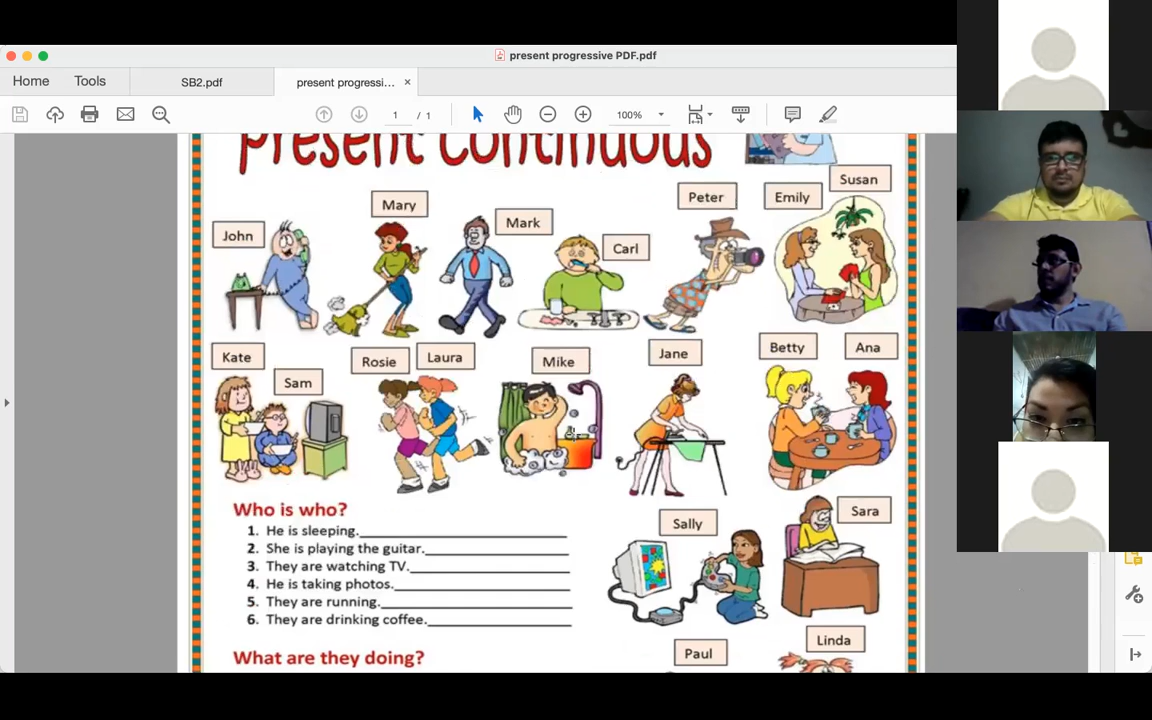 present progressive PDF.pdf
Home Tools SB2.pdf present progressi... ×
1 / 1 100%
present continuous
Susan
Mary Peter Emily
John Mark Carl
Kate Rosie Laura Mike Jane Betty Ana
Sam
Who is who?
1. He is sleeping.
2. She is playing the guitar.
3. They are watching TV.
4. He is taking photos.
5. They are running.
6. They are drinking coffee.
Sally Sara
Paul Linda
What are they doing?